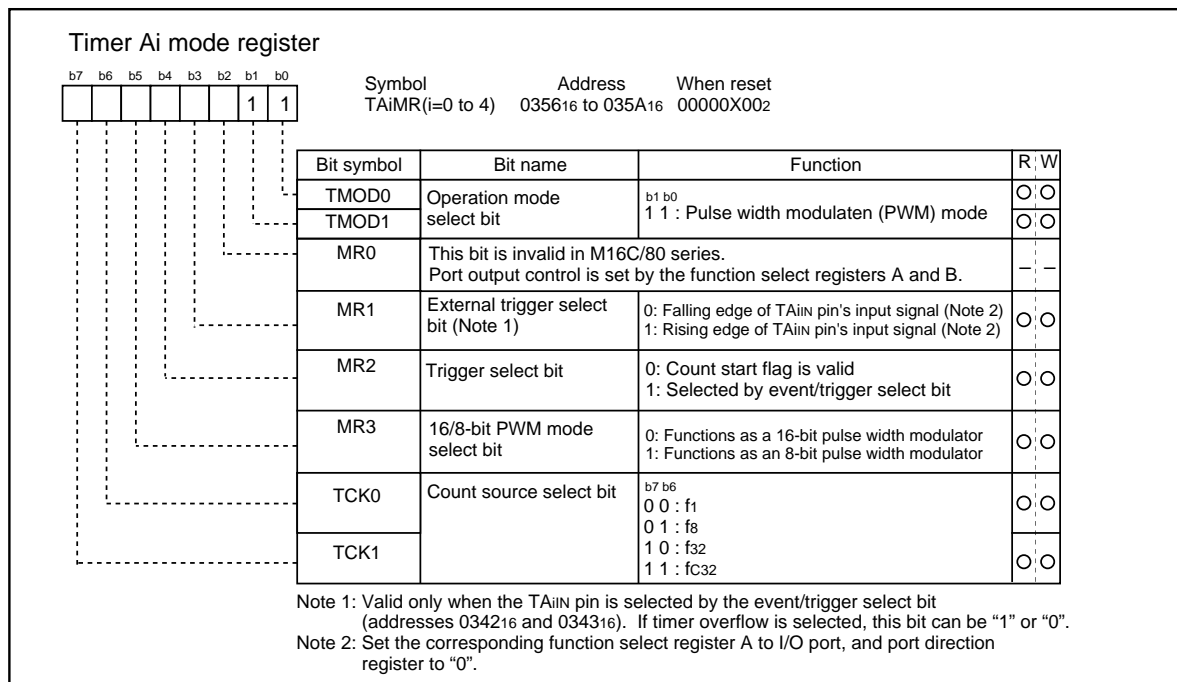 Timer Ai mode register
b7 b6 b5 b4 b3 b2 b1 b0
1 1
Symbol Address When reset
TAiMR(i=0 to 4) 035616 to 035A16 00000X002
Bit symbol Bit name Function R W
TMOD0 Operation mode b1 b0
TMOD1 select bit 1 1 : Pulse width modulaten (PWM) mode
MR0 This bit is invalid in M16C/80 series.
Port output control is set by the function select registers A and B.
– –
MR1 External trigger select 0: Falling edge of TAiIN pin's input signal (Note 2)
bit (Note 1) 1: Rising edge of TAiIN pin's input signal (Note 2)
MR2 Trigger select bit 0: Count start flag is valid
1: Selected by event/trigger select bit
MR3 16/8-bit PWM mode 0: Functions as a 16-bit pulse width modulator
select bit 1: Functions as an 8-bit pulse width modulator
TCK0 Count source select bit b7 b6
0 0 : f1
0 1 : f8
TCK1 1 0 : f32
1 1 : fC32
Note 1: Valid only when the TAiIN pin is selected by the event/trigger select bit
(addresses 034216 and 034316). If timer overflow is selected, this bit can be “1” or “0”.
Note 2: Set the corresponding function select register A to I/O port, and port direction
register to “0”.